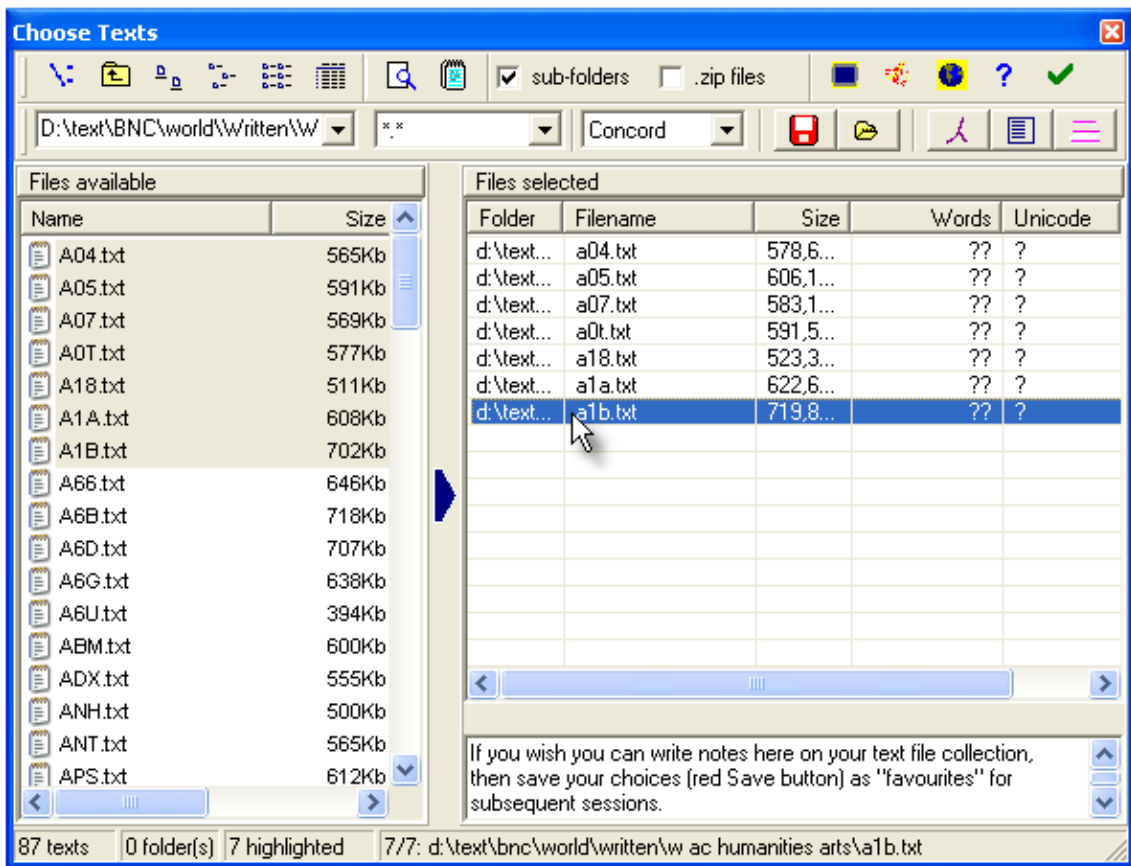 Choose Texts
sub-folders .zip files ?
D:\text\BNC\world\Written\W *.* Concord
Files available
Name Size
A04.txt 565Kb
A05.txt 591Kb
A07.txt 569Kb
A0T.txt 577Kb
A18.txt 511Kb
A1A.txt 608Kb
A1B.txt 702Kb
A66.txt 646Kb
A6B.txt 718Kb
A6D.txt 707Kb
A6G.txt 638Kb
A6U.txt 394Kb
ABM.txt 600Kb
ADX.txt 555Kb
ANH.txt 500Kb
ANT.txt 565Kb
APS.txt 612Kb
Files selected
Folder Filename Size Words Unicode
d:\text... a04.txt 578,6... ?? ?
d:\text... a05.txt 606,1... ?? ?
d:\text... a07.txt 583,1... ?? ?
d:\text... a0t.txt 591,5... ?? ?
d:\text... a18.txt 523,3... ?? ?
d:\text... a1a.txt 622,6... ?? ?
d:\text... a1b.txt 719,8... ?? ?
If you wish you can write notes here on your text file collection,
then save your choices (red Save button) as "favourites" for
subsequent sessions.
87 texts 0 folder(s) 7 highlighted 7/7: d:\text\bnc\world\written\w ac humanities arts\a1b.txt